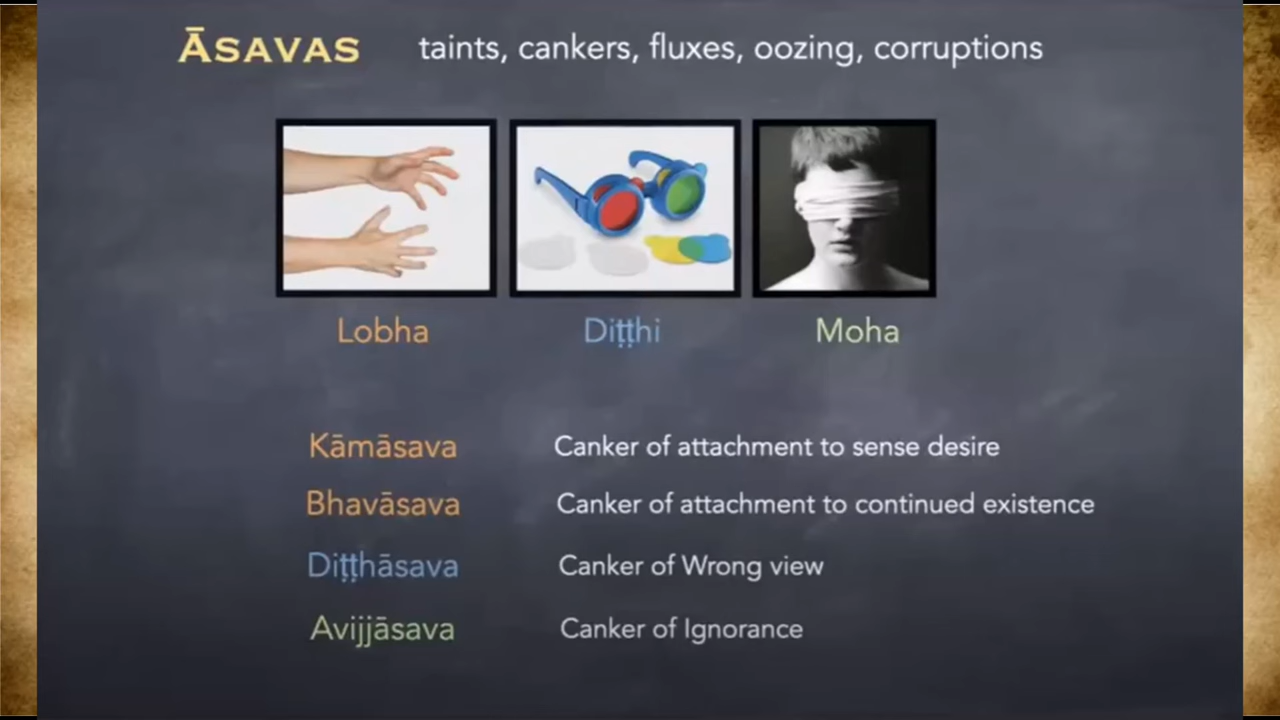 ĀSAVAS taints, cankers, fluxes, oozing, corruptions
Lobha Diṭṭhi Moha
Kāmāsava Canker of attachment to sense desire
Bhavāsava Canker of attachment to continued existence
Diṭṭhāsava Canker of Wrong view
Avijjāsava Canker of Ignorance